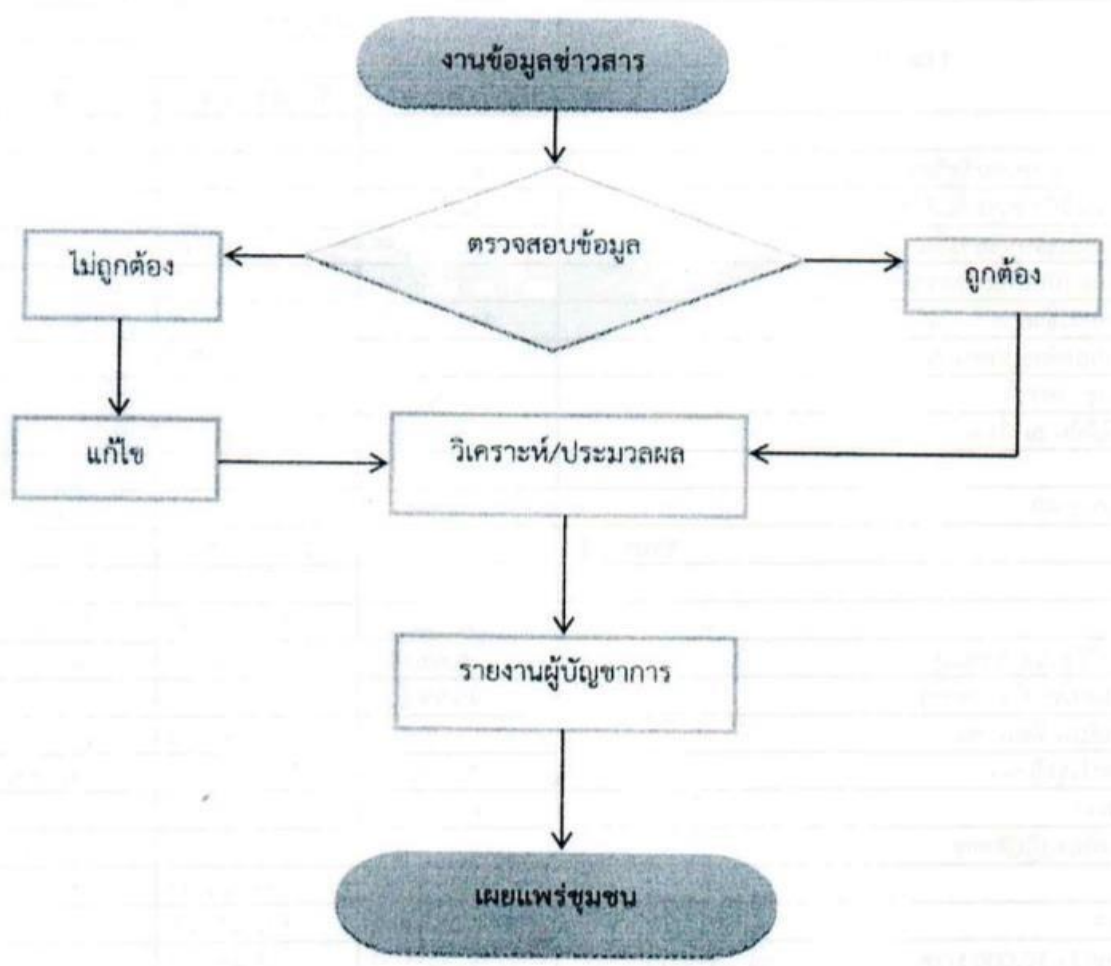 งานข้อมูลข่าวสาร
ตรวจสอบข้อมูล
ไม่ถูกต้อง
ถูกต้อง
แก้ไข
วิเคราะห์/ประมวลผล
รายงานผู้บัญชาการ
เผยแพร่ชุมชน